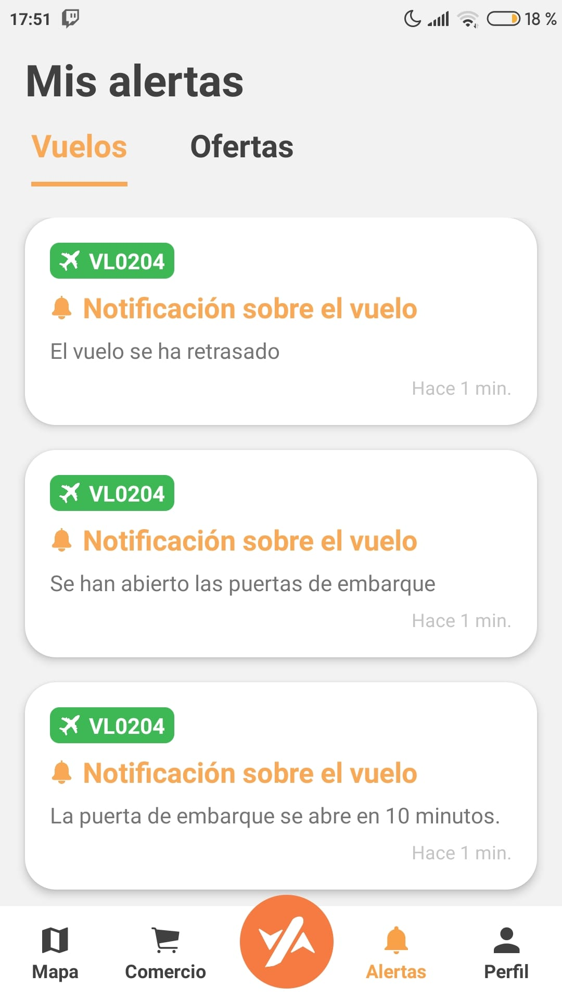 17:51
18 %
Mis alertas
Vuelos
Ofertas
VL0204
Notificación sobre el vuelo
El vuelo se ha retrasado
Hace 1 min.
VL0204
Notificación sobre el vuelo
Se han abierto las puertas de embarque
Hace 1 min.
VL0204
Notificación sobre el vuelo
La puerta de embarque se abre en 10 minutos.
Hace 1 min.
Mapa
Comercio
Alertas
Perfil